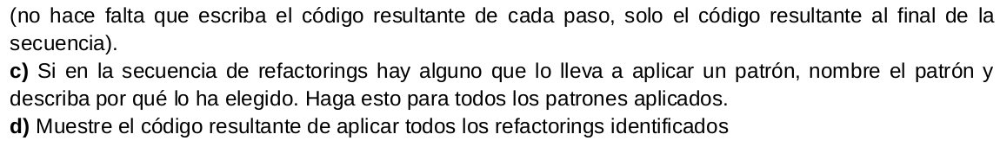 (no hace falta que escriba el código resultante de cada paso, solo el código resultante al final de la
secuencia).
c) Si en la secuencia de refactorings hay alguno que lo lleva a aplicar un patrón, nombre el patrón y
describa por qué lo ha elegido. Haga esto para todos los patrones aplicados.
d) Muestre el código resultante de aplicar todos los refactorings identificados